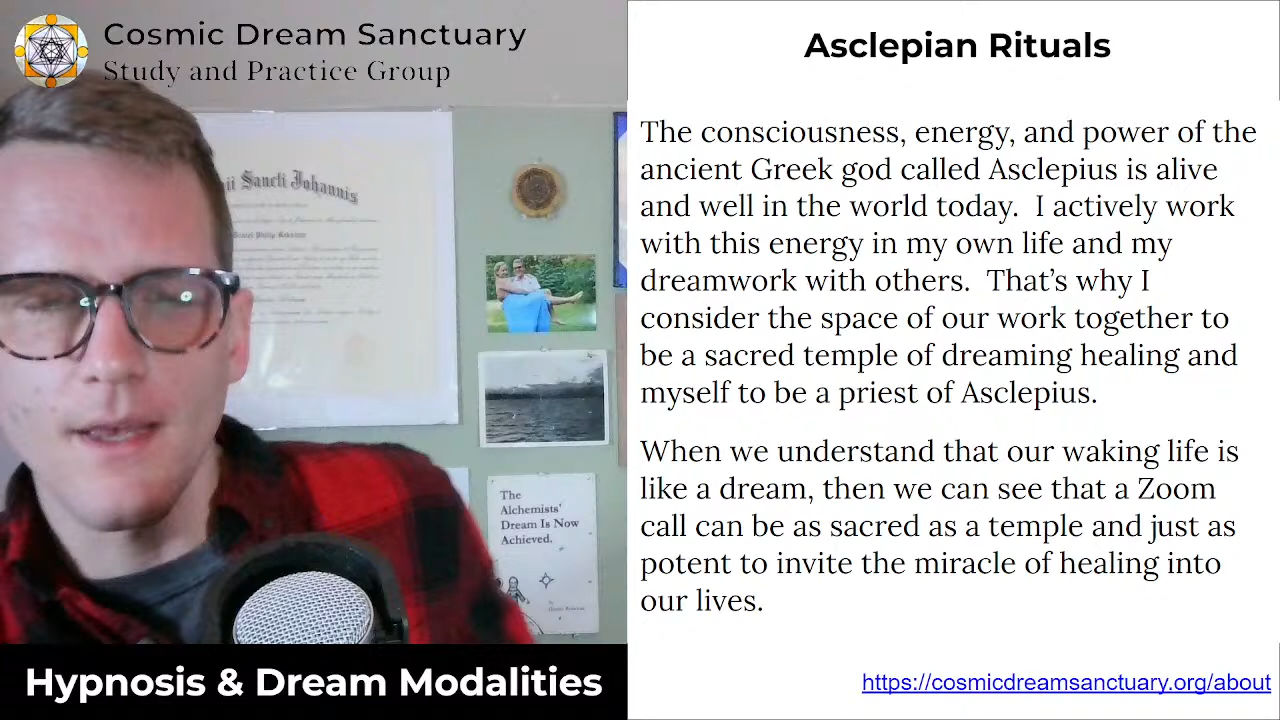 Cosmic Dream Sanctuary
Study and Practice Group
Sancti Johannis
The
Alchemists'
Dream Is Now
Achieved.
Hypnosis & Dream Modalities
Asclepian Rituals
The consciousness, energy, and power of the
ancient Greek god called Asclepius is alive
and well in the world today.  I actively work
with this energy in my own life and my
dreamwork with others.  That’s why I
consider the space of our work together to
be a sacred temple of dreaming healing and
myself to be a priest of Asclepius.
When we understand that our waking life is
like a dream, then we can see that a Zoom
call can be as sacred as a temple and just as
potent to invite the miracle of healing into
our lives.
https://cosmicdreamsanctuary.org/about